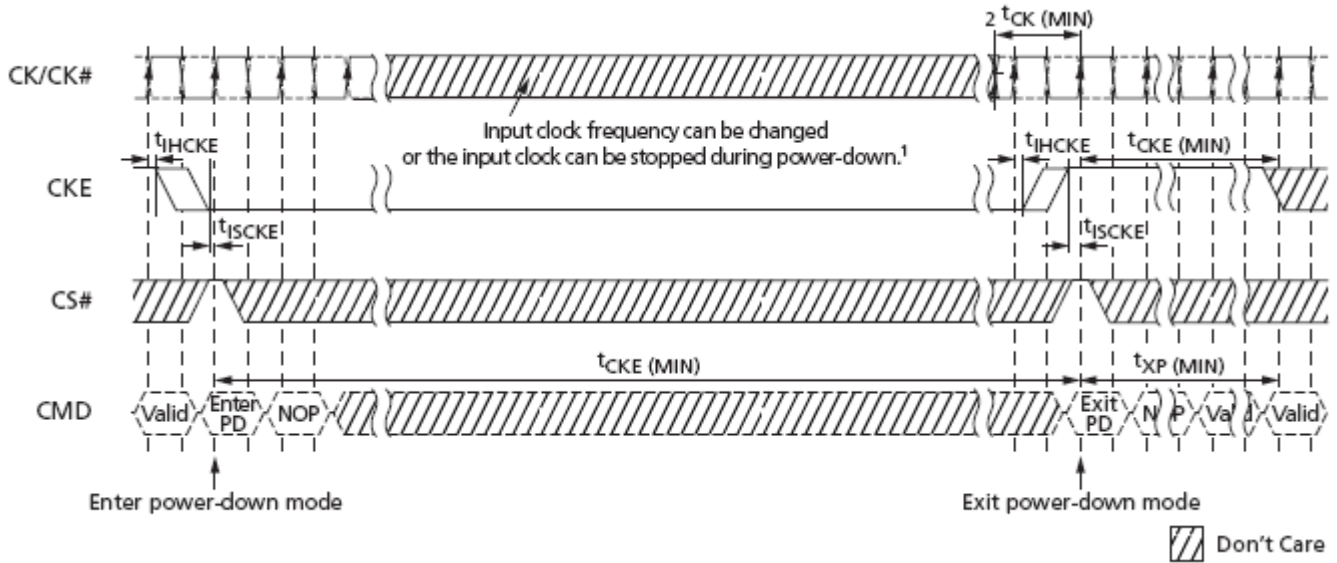 2 tCK (MIN)
CK/CK#
Input clock frequency can be changed
or the input clock can be stopped during power-down.1
tIHCKE
tIHCKE
tCKE (MIN)
CKE
tISCKE
tISCKE
CS#
tCKE (MIN)
tXP (MIN)
CMD
Valid
Enter
PD
NOP
Exit
PD
NOP
Valid
Valid
Enter power-down mode
Exit power-down mode
Don't Care